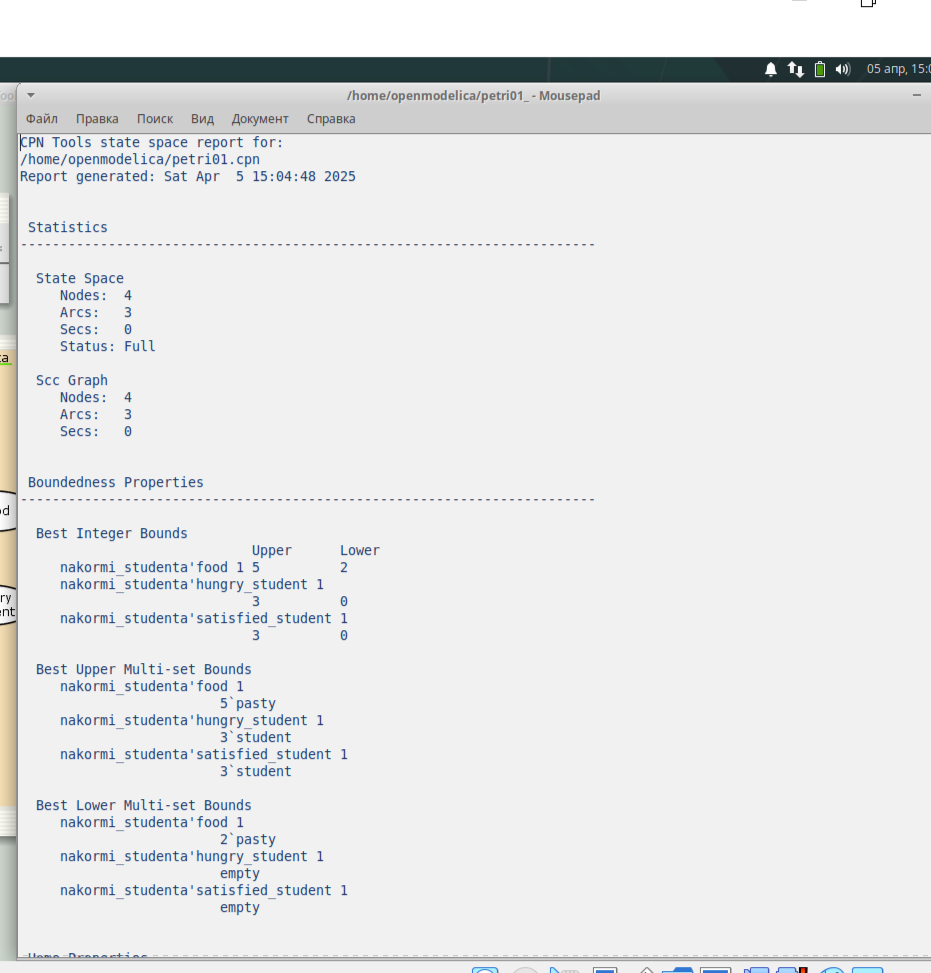 05 апр, 15:0
/home/openmodelica/petri01_ - Mousepad
Файл Правка Поиск Вид Документ Справка
CPN Tools state space report for:
/home/openmodelica/petri01.cpn
Report generated: Sat Apr  5 15:04:48 2025
Statistics
------------------------------------------------------------------------
State Space
Nodes:  4
Arcs:   3
Secs:   0
Status: Full
Scc Graph
Nodes:  4
Arcs:   3
Secs:   0
Boundedness Properties
------------------------------------------------------------------------
Best Integer Bounds
Upper      Lower
nakormi_studenta'food 1 5          2
nakormi_studenta'hungry_student 1
3          0
nakormi_studenta'satisfied_student 1
3          0
Best Upper Multi-set Bounds
nakormi_studenta'food 1
5`pasty
nakormi_studenta'hungry_student 1
3`student
nakormi_studenta'satisfied_student 1
3`student
Best Lower Multi-set Bounds
nakormi_studenta'food 1
2`pasty
nakormi_studenta'hungry_student 1
empty
nakormi_studenta'satisfied_student 1
empty
Home Properties